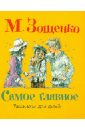 М. Зощенко
Самое главное
Рассказы для детей